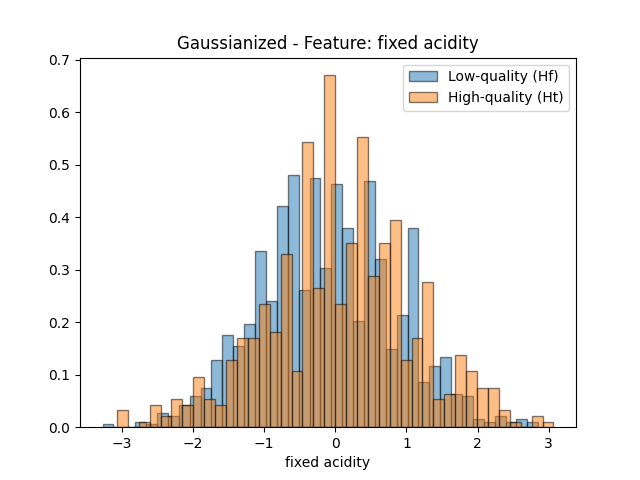 Gaussianized - Feature: fixed acidity
Low-quality (Hf)
High-quality (Ht)
0.7
0.6
0.5
0.4
0.3
0.2
0.1
0.0
−3 −2 −1 0 1 2 3
fixed acidity